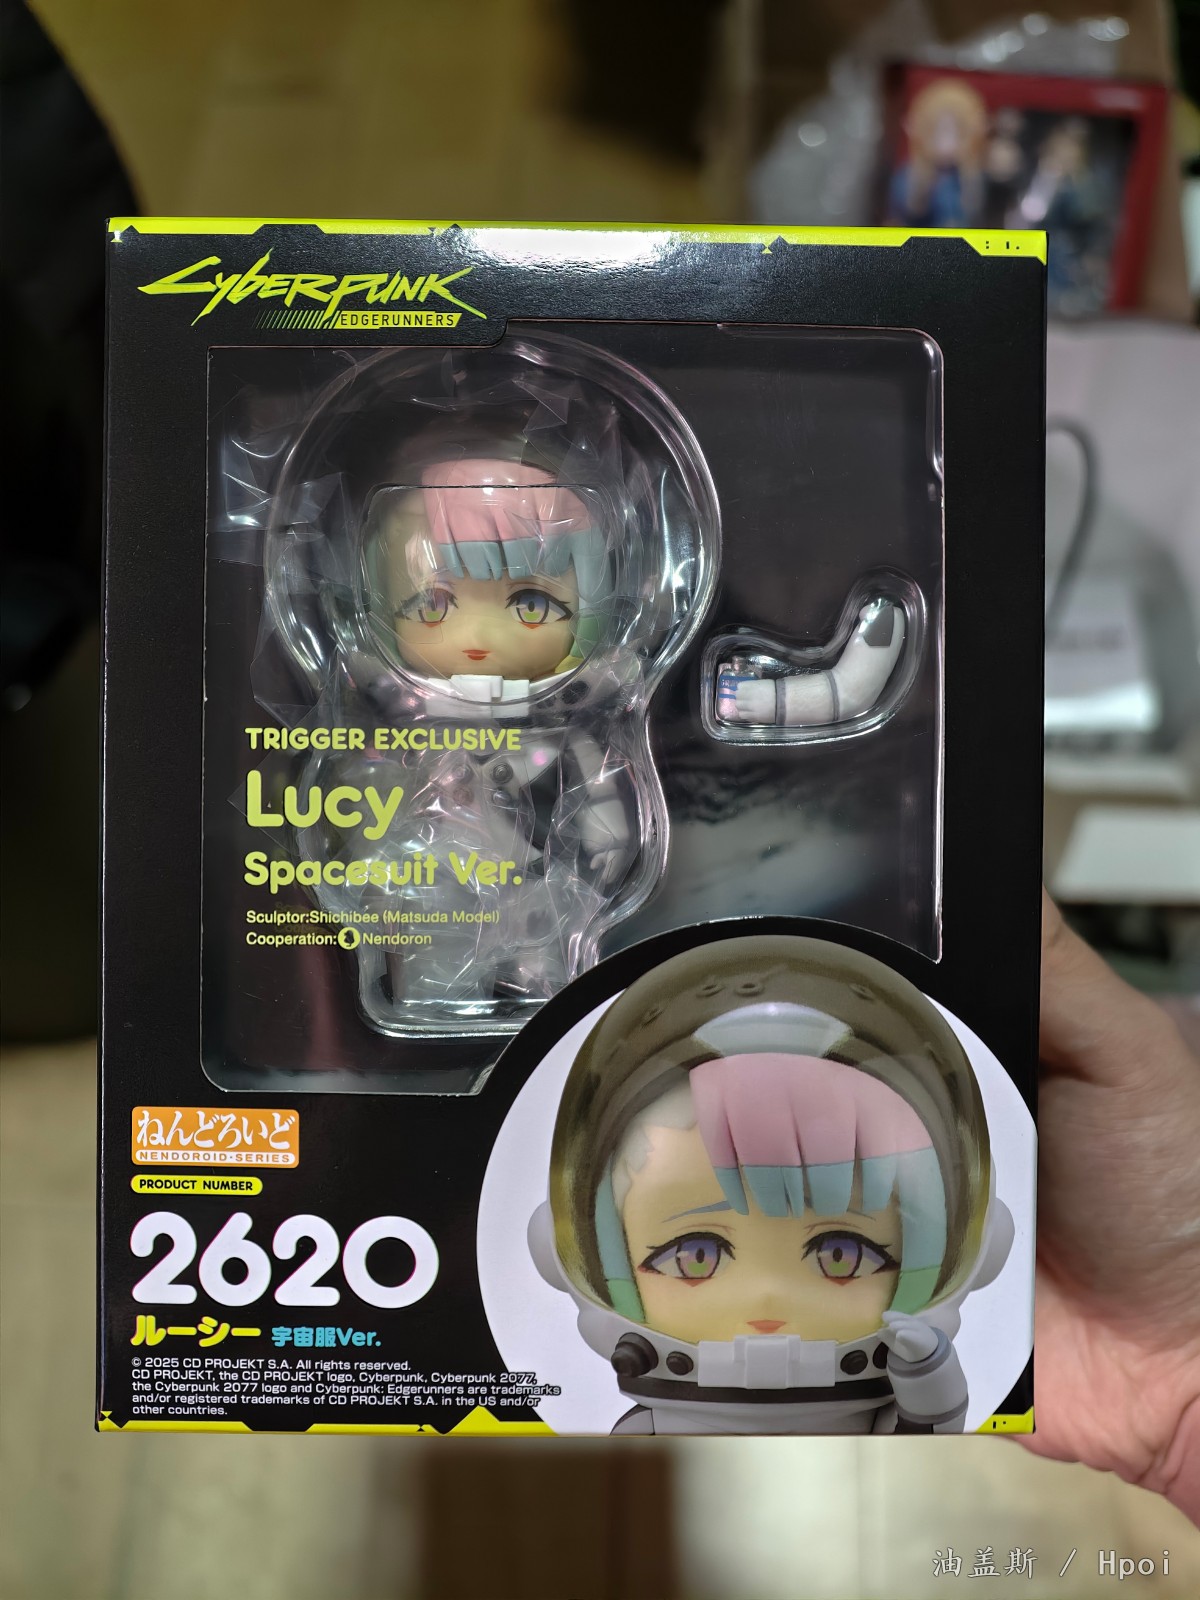 CYBERPUNK
EDGERUNNERS
TRIGGER EXCLUSIVE
Lucy
Spacesuit Ver.
Sculptor:Shichibee (Matsuda Model)
Cooperation: Nendoron
ねんどろいど
NENDOROID・SERIES
PRODUCT NUMBER
2620
ルーシー 宇宙服Ver.
© 2025 CD PROJEKT S.A. All rights reserved.
CD PROJEKT, the CD PROJEKT logo, Cyberpunk, Cyberpunk 2077,
the Cyberpunk 2077 logo and Cyberpunk: Edgerunners are trademarks
and/or registered trademarks of CD PROJEKT S.A. in the US and/or
other countries.
油盖斯 / Hpoi